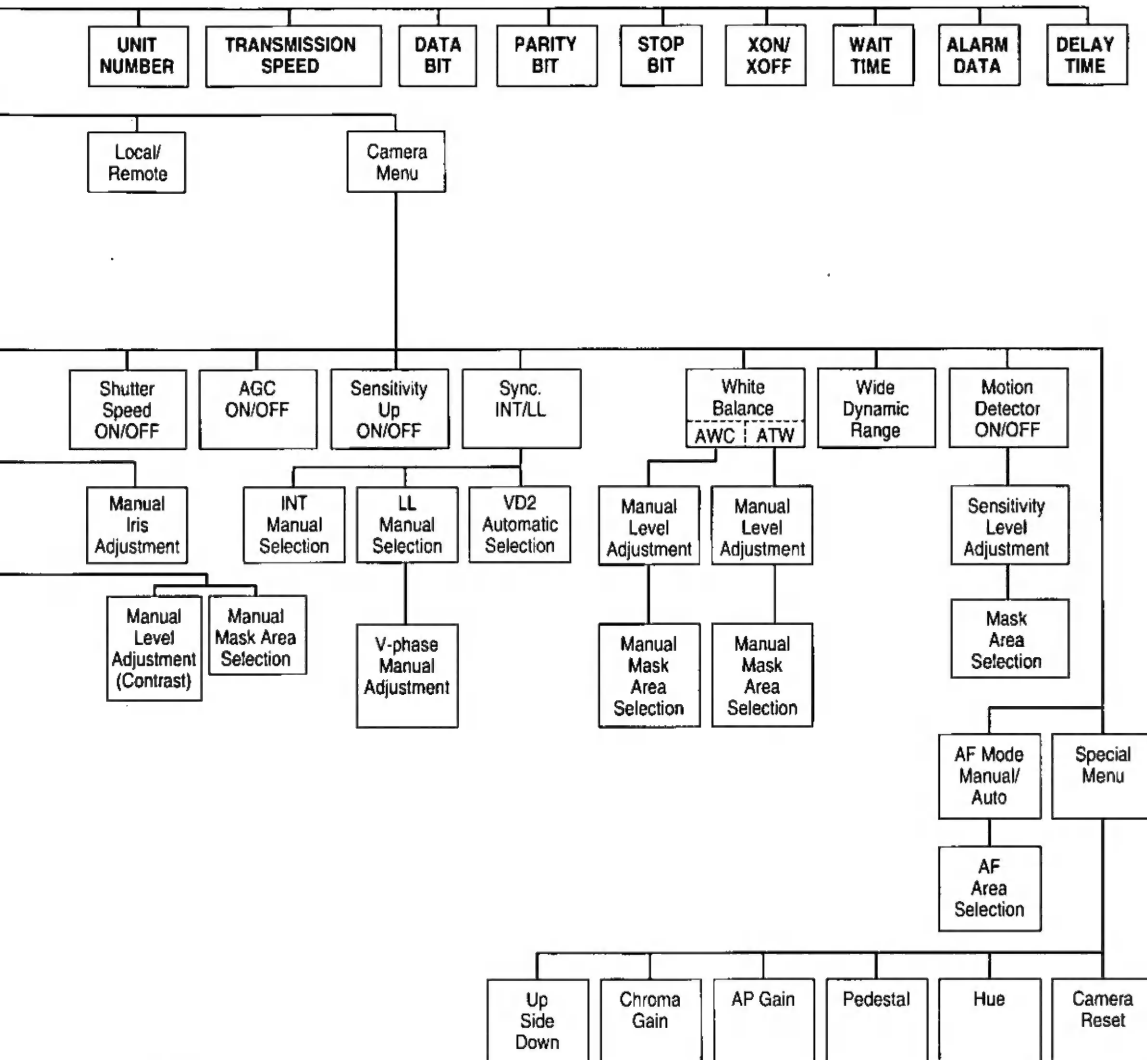 UNIT
NUMBER
TRANSMISSION
SPEED
DATA
BIT
PARITY
BIT
STOP
BIT
XON/
XOFF
WAIT
TIME
ALARM
DATA
DELAY
TIME
Local/
Remote
Camera
Menu
Shutter
Speed
ON/OFF
AGC
ON/OFF
Sensitivity
Up
ON/OFF
Sync.
INT/LL
White
Balance
AWC ATW
Wide
Dynamic
Range
Motion
Detector
ON/OFF
Manual
Iris
Adjustment
INT
Manual
Selection
LL
Manual
Selection
VD2
Automatic
Selection
Manual
Level
Adjustment
Manual
Level
Adjustment
Sensitivity
Level
Adjustment
Manual
Level
Adjustment
(Contrast)
Manual
Mask Area
Selection
V-phase
Manual
Adjustment
Manual
Mask
Area
Selection
Manual
Mask
Area
Selection
Mask
Area
Selection
AF Mode
Manual/
Auto
Special
Menu
AF
Area
Selection
Up
Side
Down
Chroma
Gain
AP Gain
Pedestal
Hue
Camera
Reset